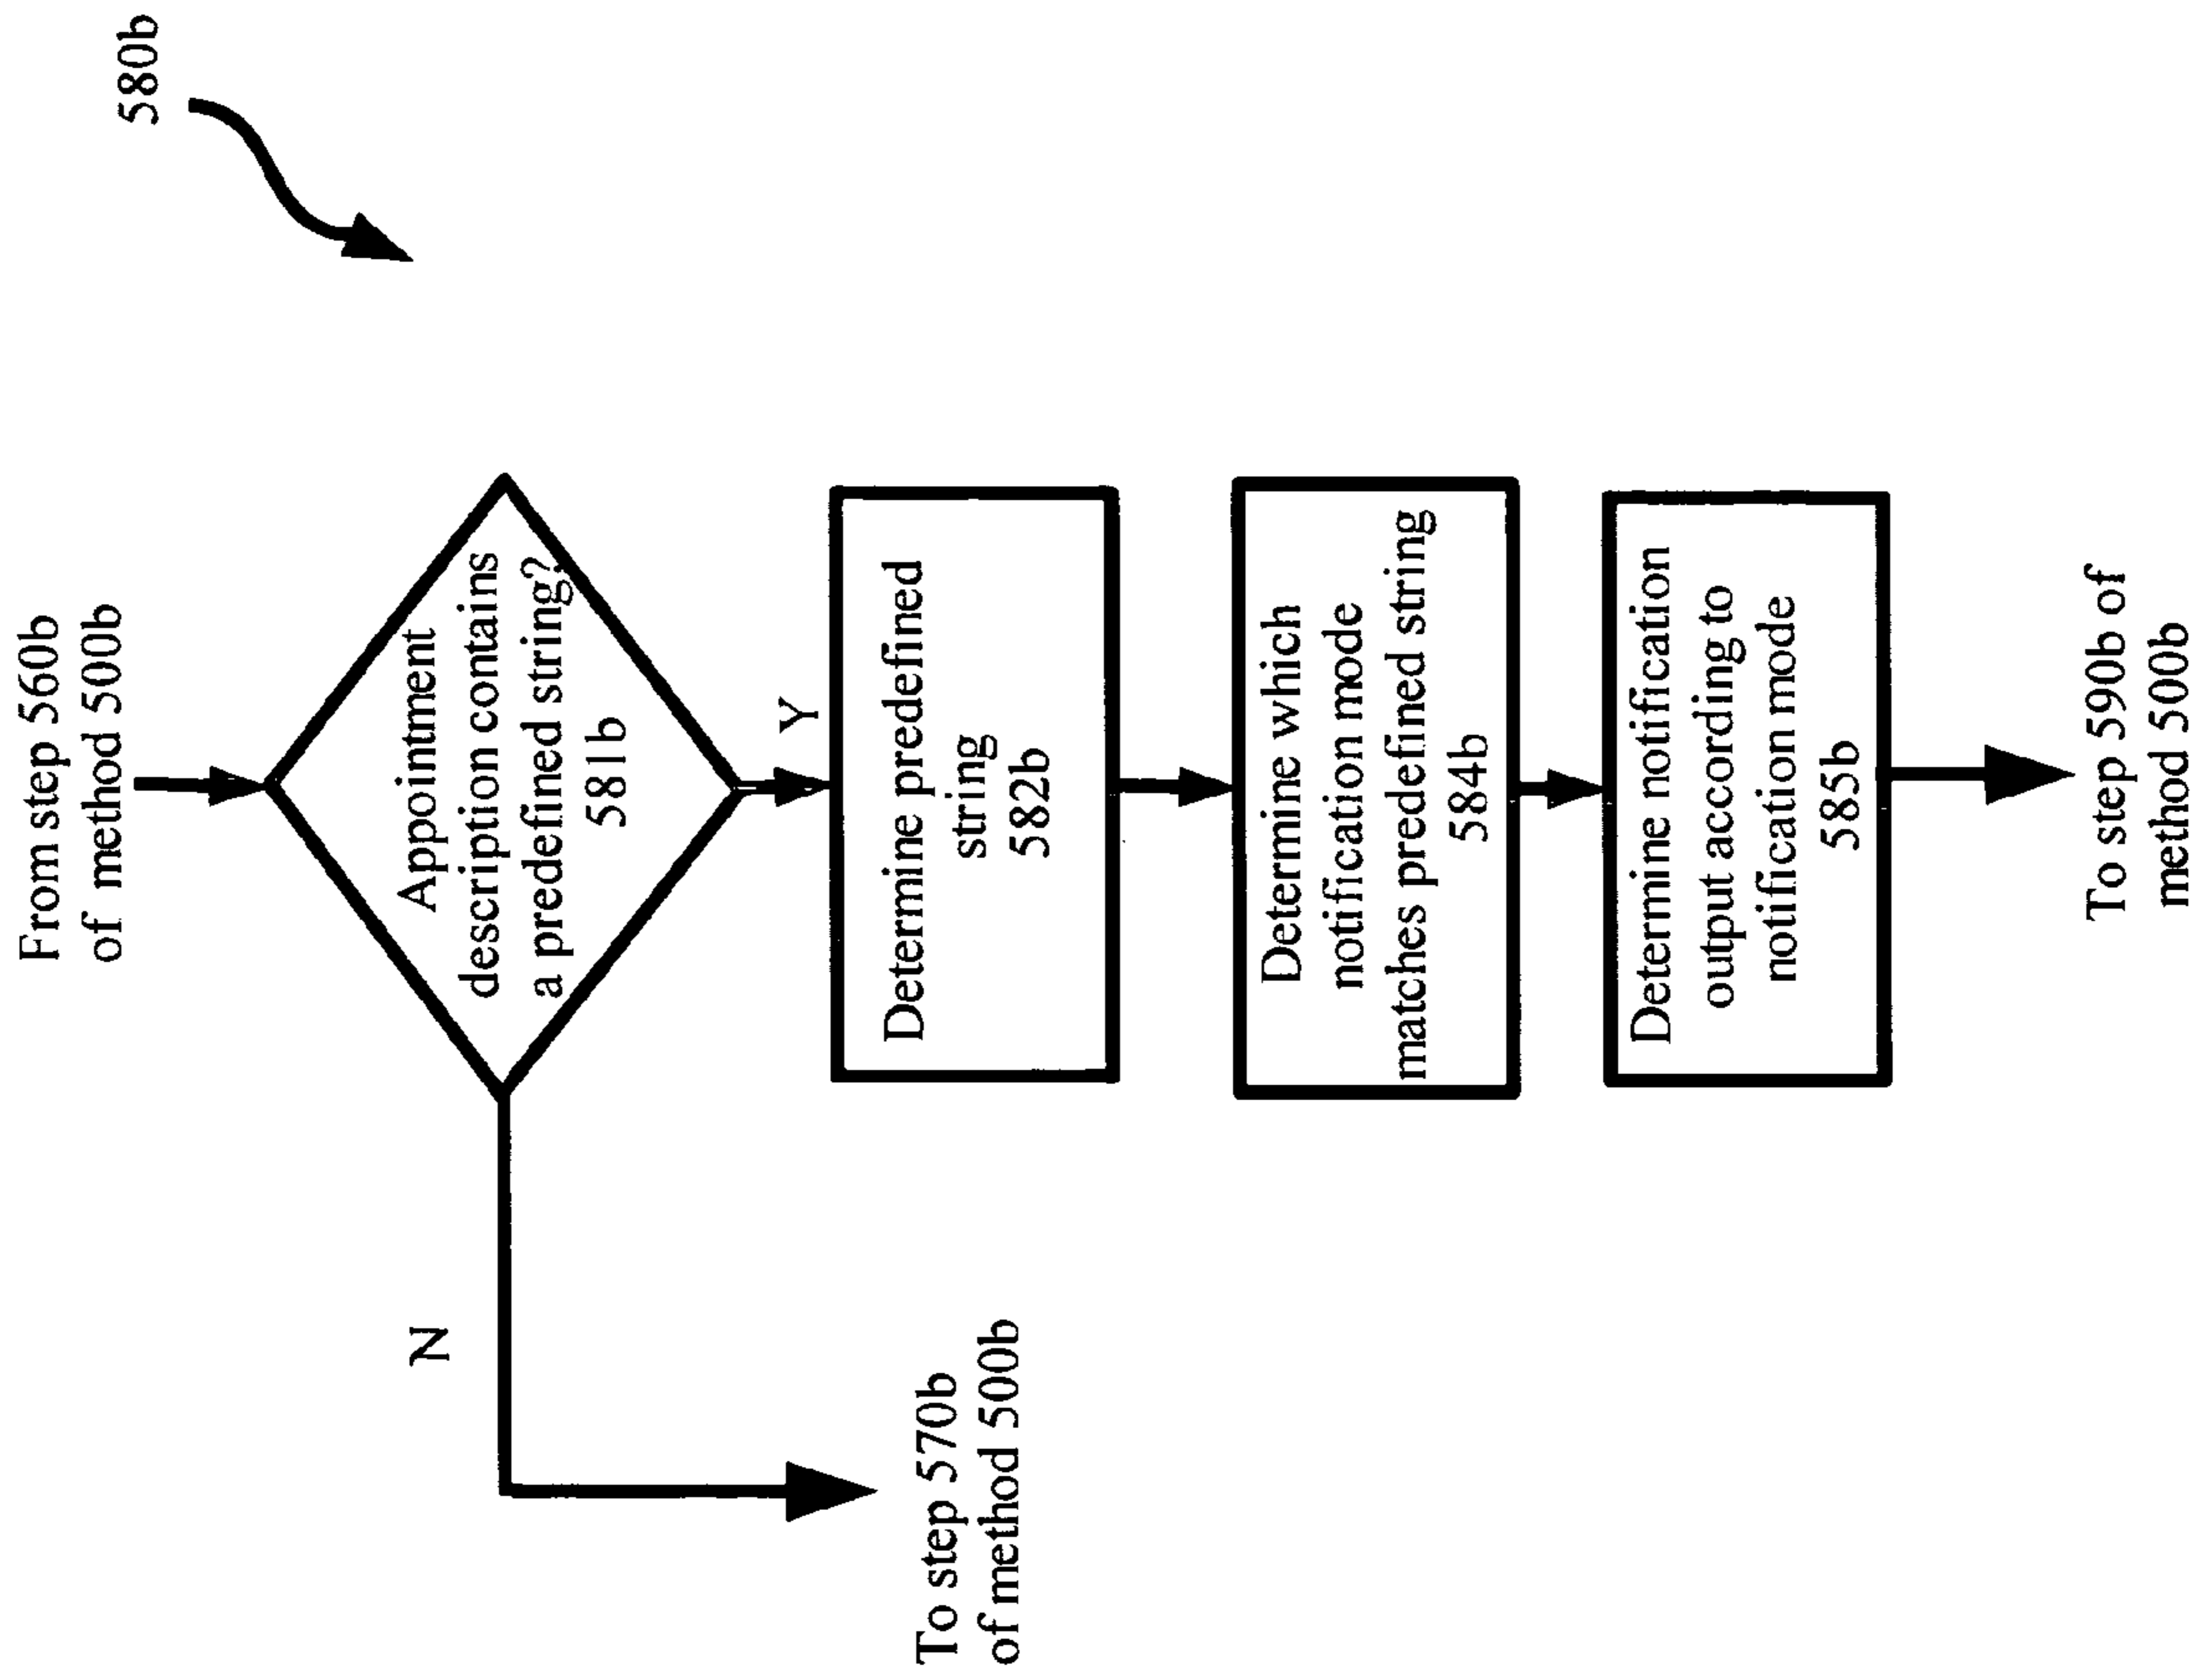 580b
From step 560b
of method 500b
Appointment
description contains
a predefined string?
581b
N
Y
To step 570b
of method 500b
Determine predefined
string
582b
Determine which
notification mode
matches predefined string
584b
Determine notification
output according to
notification mode
585b
To step 590b of
method 500b